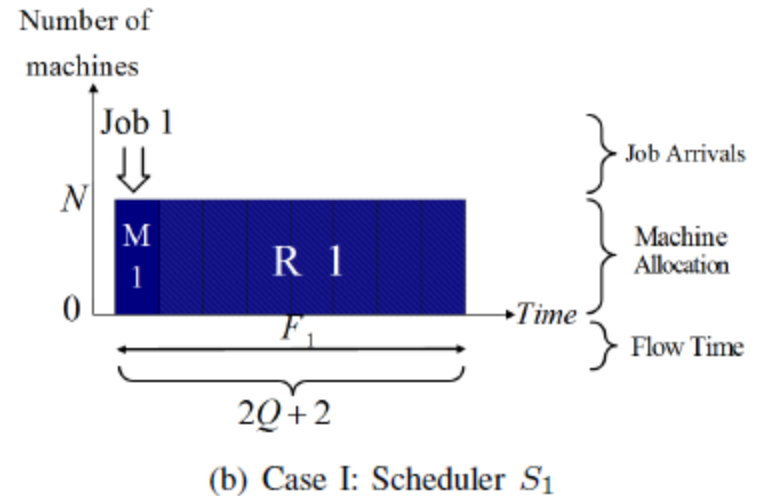 Number of
machines
Job 1
N
M
1
R 1
0
Time
F₁
2Q + 2
Job Arrivals
Machine
Allocation
Flow Time
(b) Case I: Scheduler S₁